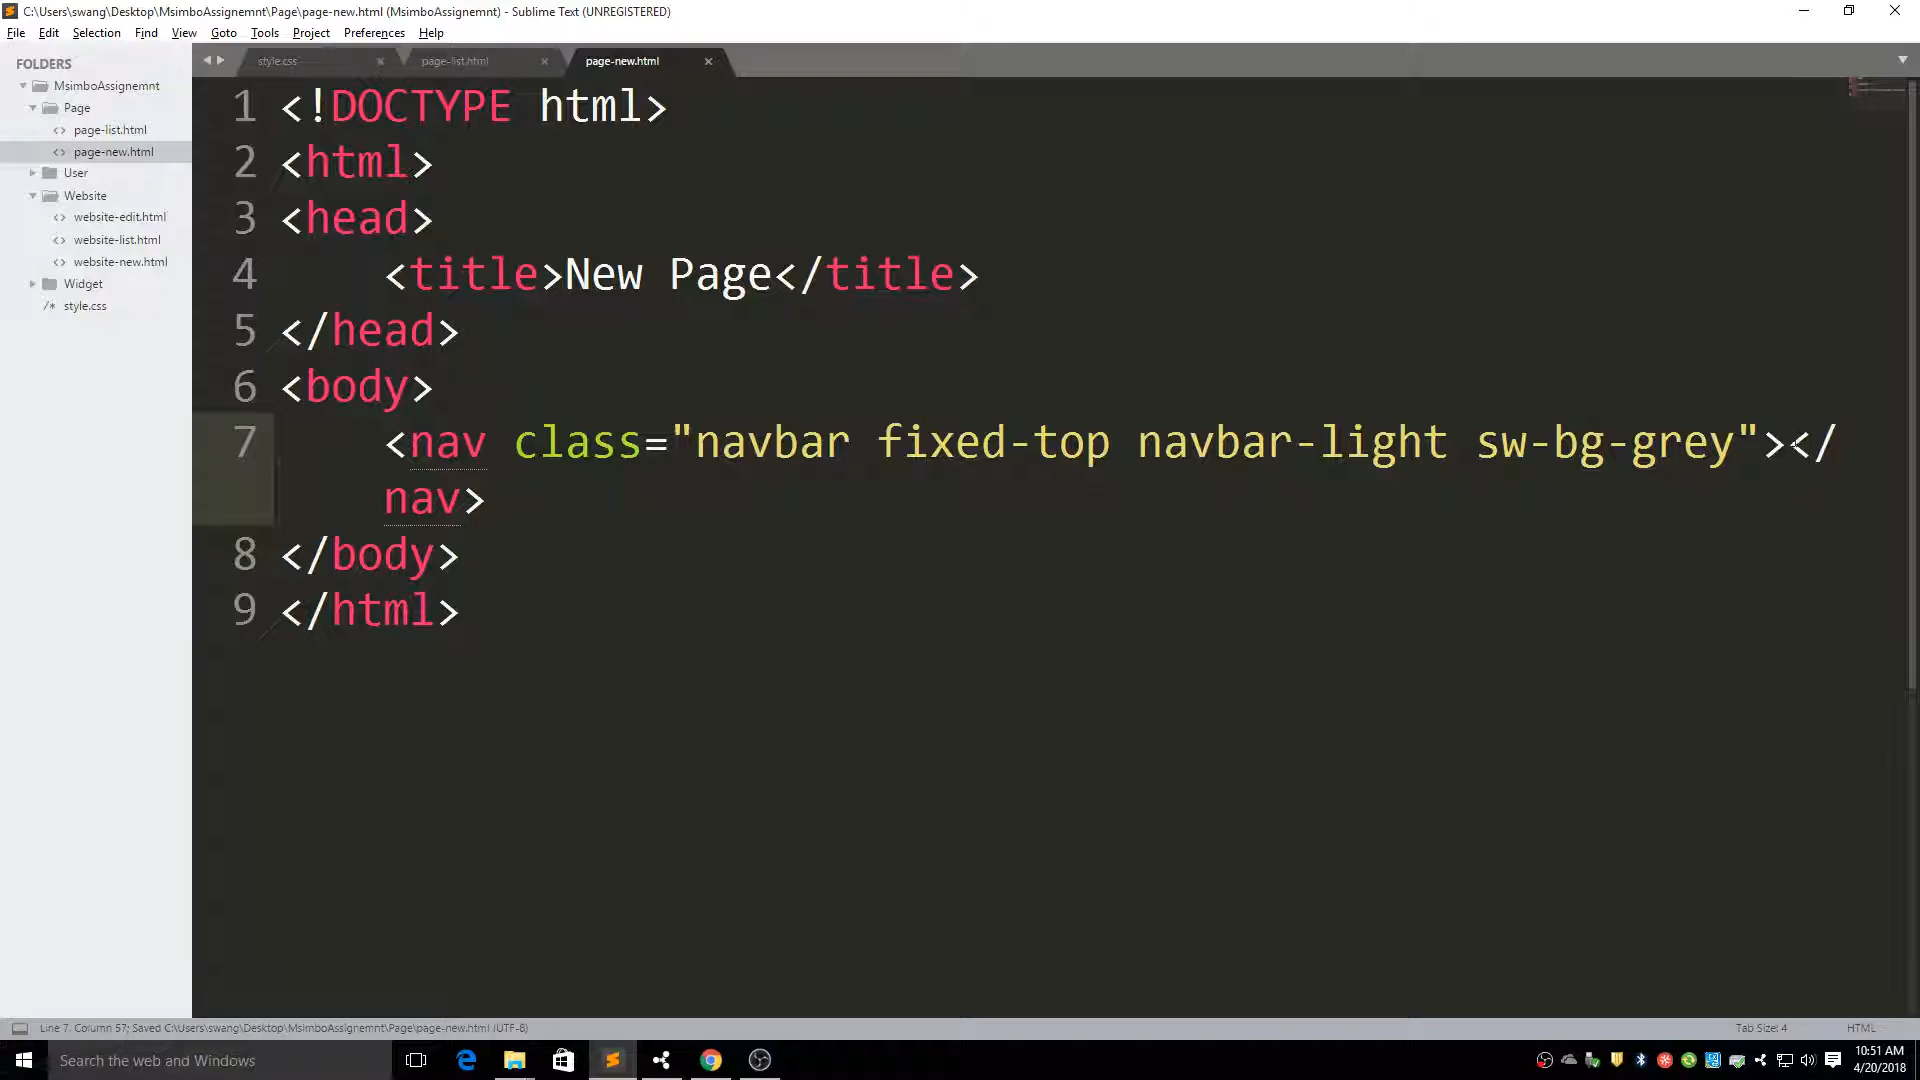 C:\Users\swang\Desktop\MsimboAssignemnt\Page\page-new.html (MsimboAssignemnt) - Sublime Text (UNREGISTERED)
File Edit Selection Find View Goto Tools Project Preferences Help
FOLDERS
MsimboAssignemnt
Page
page-list.html
page-new.html
User
Website
website-edit.html
website-list.html
website-new.html
Widget
style.css
style.css page-list.html page-new.html
1 <!DOCTYPE html>
2 <html>
3 <head>
4 <title>New Page</title>
5 </head>
6 <body>
7 <nav class="navbar fixed-top navbar-light sw-bg-grey"></
nav>
8 </body>
9 </html>
Line 7, Column 57; Saved C:\Users\swang\Desktop\MsimboAssignemnt\Page\page-new.html (UTF-8)
Tab Size: 4 HTML
Search the web and Windows
10:51 AM
4/20/2018